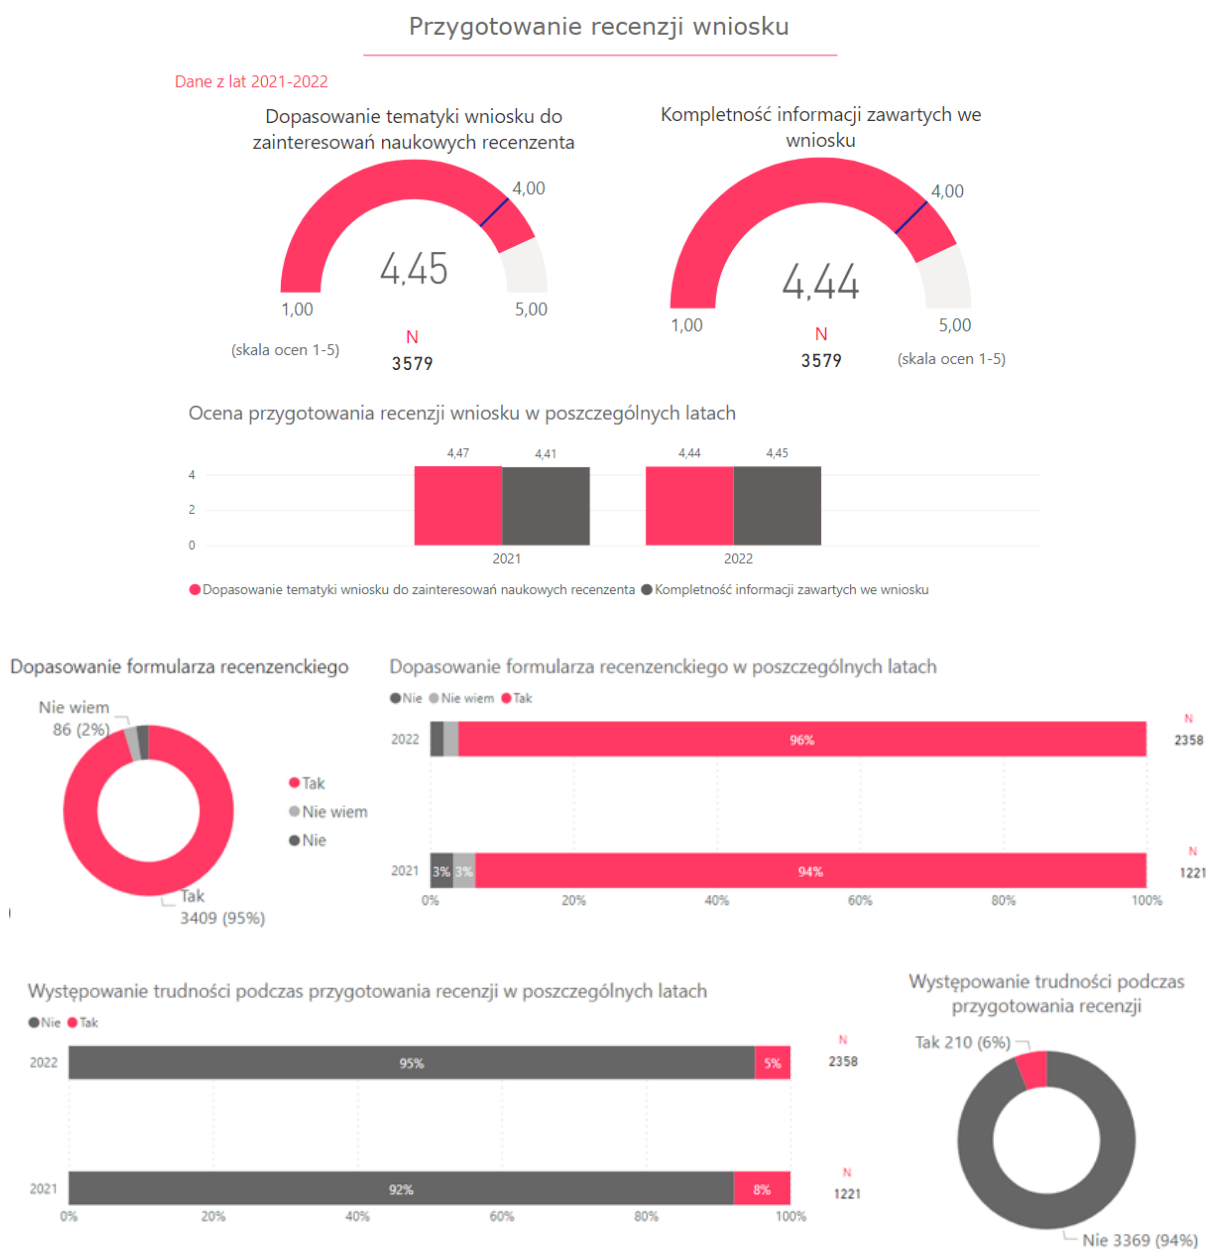 Przygotowanie recenzji wniosku
Dane z lat 2021-2022
Dopasowanie tematyki wniosku do
zainteresowań naukowych recenzenta
4,00
4,45
1,00
5,00
(skala ocen 1-5)
N
3579
Kompletność informacji zawartych we
wniosku
4,00
4,44
1,00
5,00
N
3579
(skala ocen 1-5)
Ocena przygotowania recenzji wniosku w poszczególnych latach
4,47
4,41
4,44
4,45
4
2
0
2021
2022
Dopasowanie tematyki wniosku do zainteresowań naukowych recenzenta Kompletność informacji zawartych we wniosku
Dopasowanie formularza recenzenckiego
Nie wiem
86 (2%)
Tak
Nie wiem
Nie
Tak
3409 (95%)
Dopasowanie formularza recenzenckiego w poszczególnych latach
Nie Nie wiem Tak
N
2022 96% 2358
N
2021 3% 3% 94% 1221
0% 20% 40% 60% 80% 100%
Występowanie trudności podczas przygotowania recenzji w poszczególnych latach
Nie Tak
N
2022 95% 5% 2358
N
2021 92% 8% 1221
0% 20% 40% 60% 80% 100%
Występowanie trudności podczas
przygotowania recenzji
Tak 210 (6%)
Nie 3369 (94%)